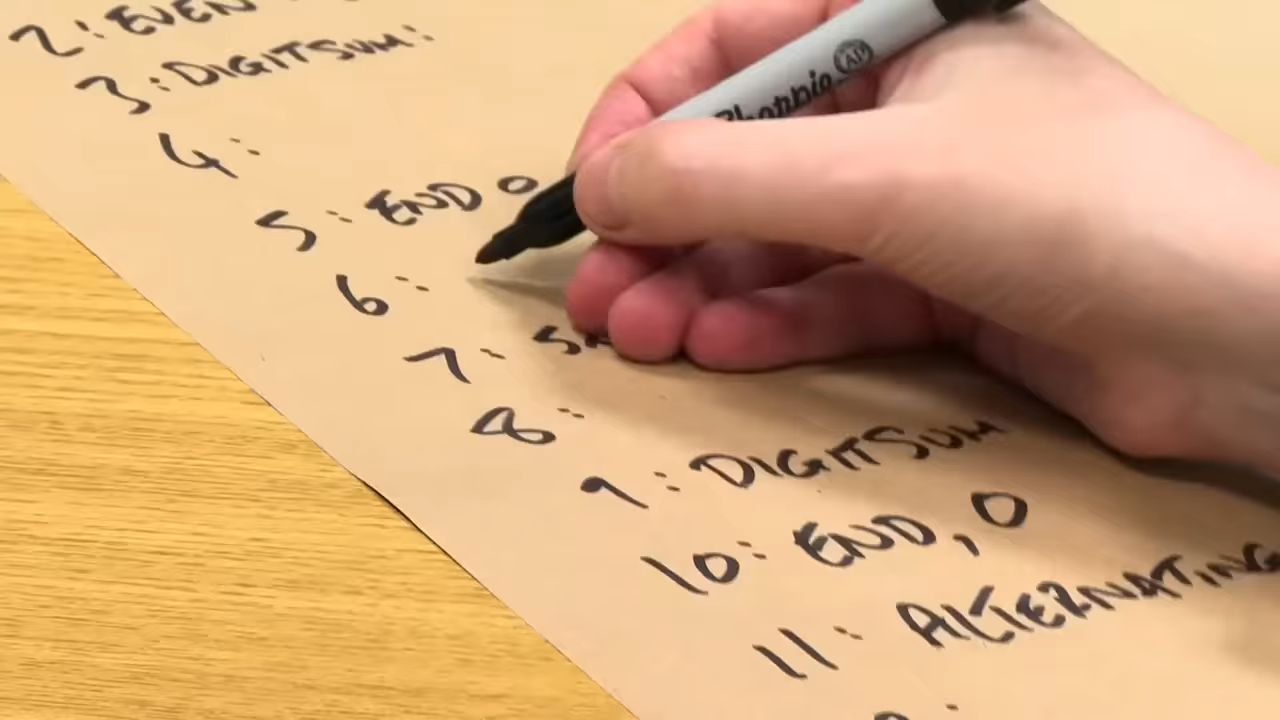 2: EVEN
3: DIGITSUM:
4:
5: END 0
6:
7:
8:
9: DIGITSUM
10: END, 0
11: ALTERNATING
Sharpie AP